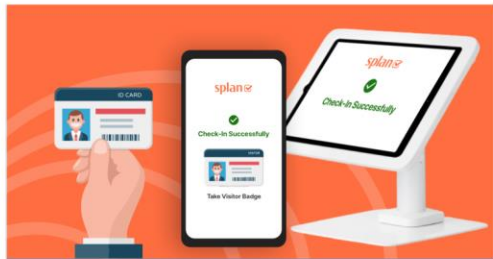 ID CARD
splan
Check-In Successfully
Take Visitor Badge
splan
Check-In Successfully